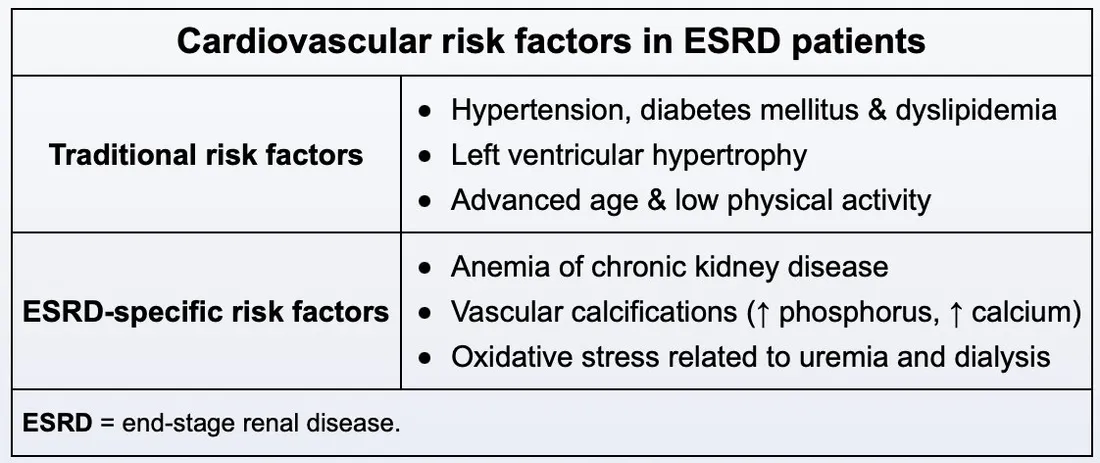 Cardiovascular risk factors in ESRD patients
Traditional risk factors
• Hypertension, diabetes mellitus & dyslipidemia
• Left ventricular hypertrophy
• Advanced age & low physical activity
ESRD-specific risk factors
• Anemia of chronic kidney disease
• Vascular calcifications (↑ phosphorus, ↑ calcium)
• Oxidative stress related to uremia and dialysis
ESRD = end-stage renal disease.